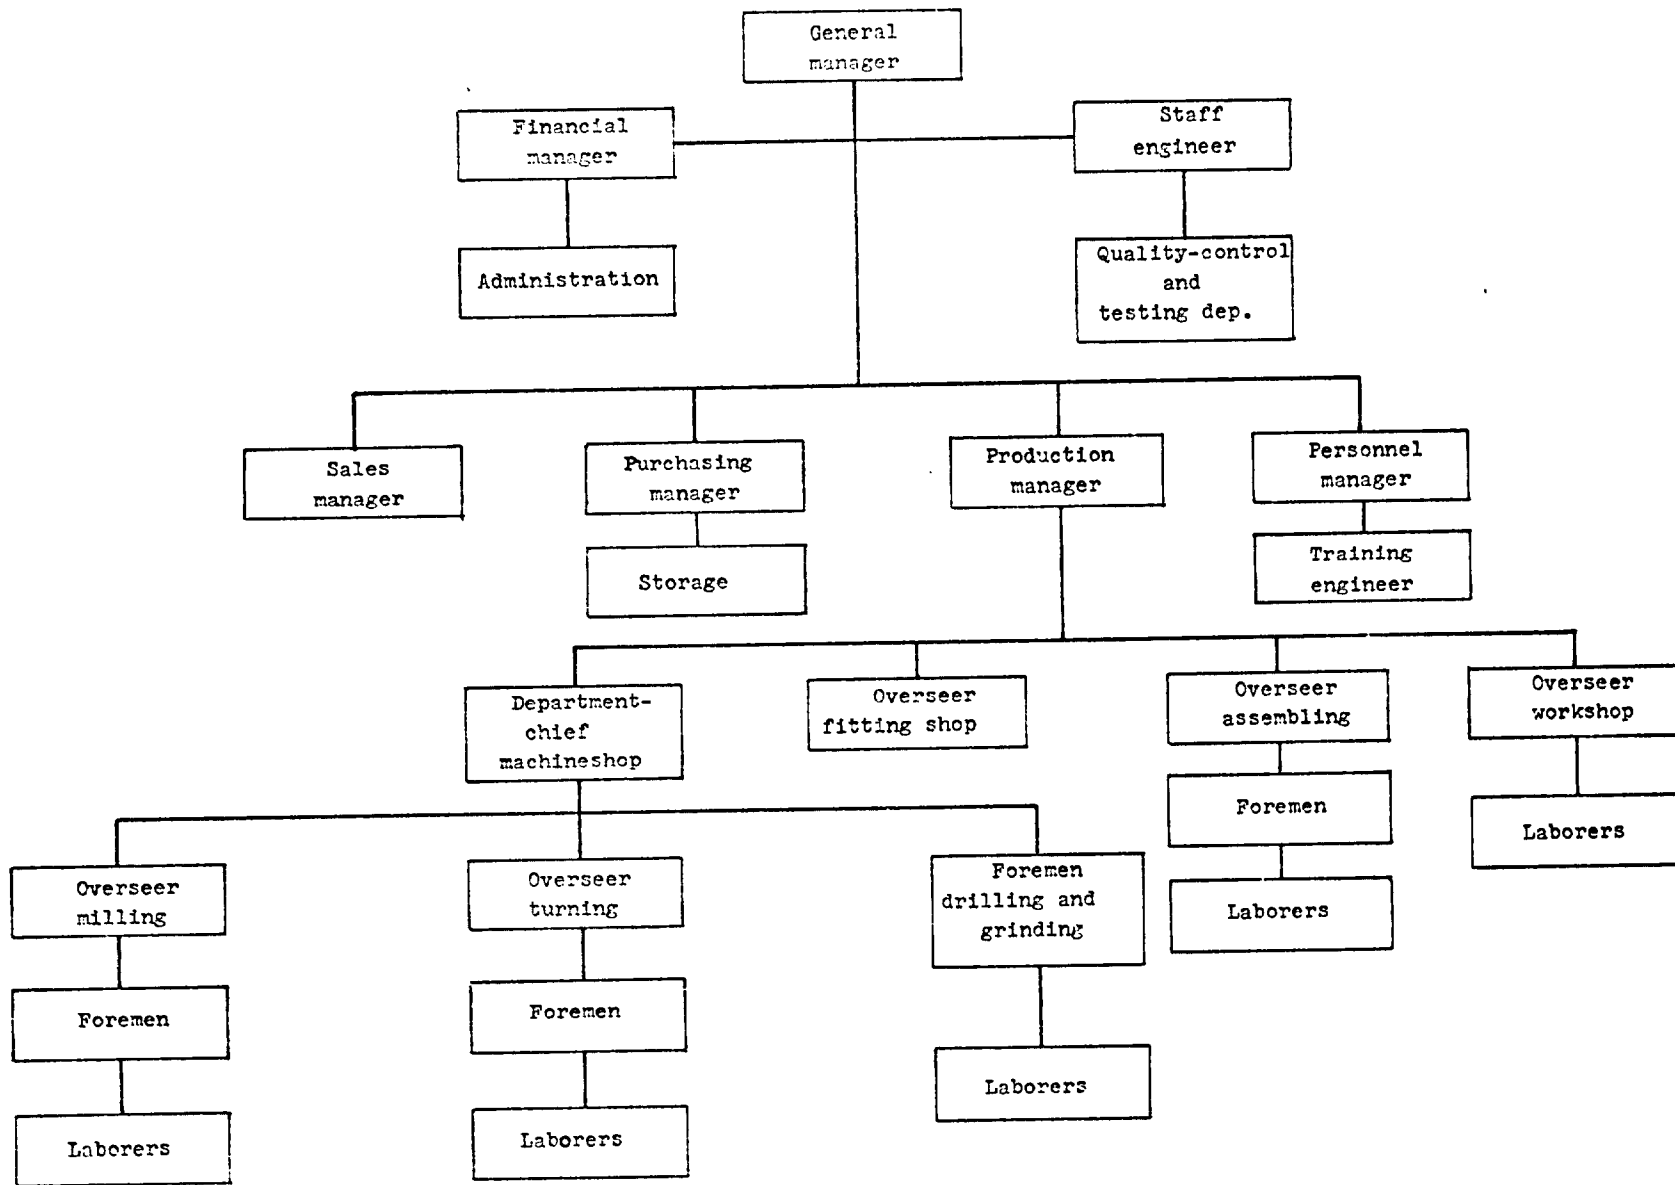 General
manager
Financial
manager
Staff
engineer
Administration
Quality-control
and
testing dep.
Sales
manager
Purchasing
manager
Production
manager
Personnel
manager
Storage
Training
engineer
Department-
chief
machineshop
Overseer
fitting shop
Overseer
assembling
Overseer
workshop
Foremen
Laborers
Laborers
Overseer
milling
Overseer
turning
Foremen
drilling and
grinding
Foremen
Foremen
Laborers
Laborers
Laborers